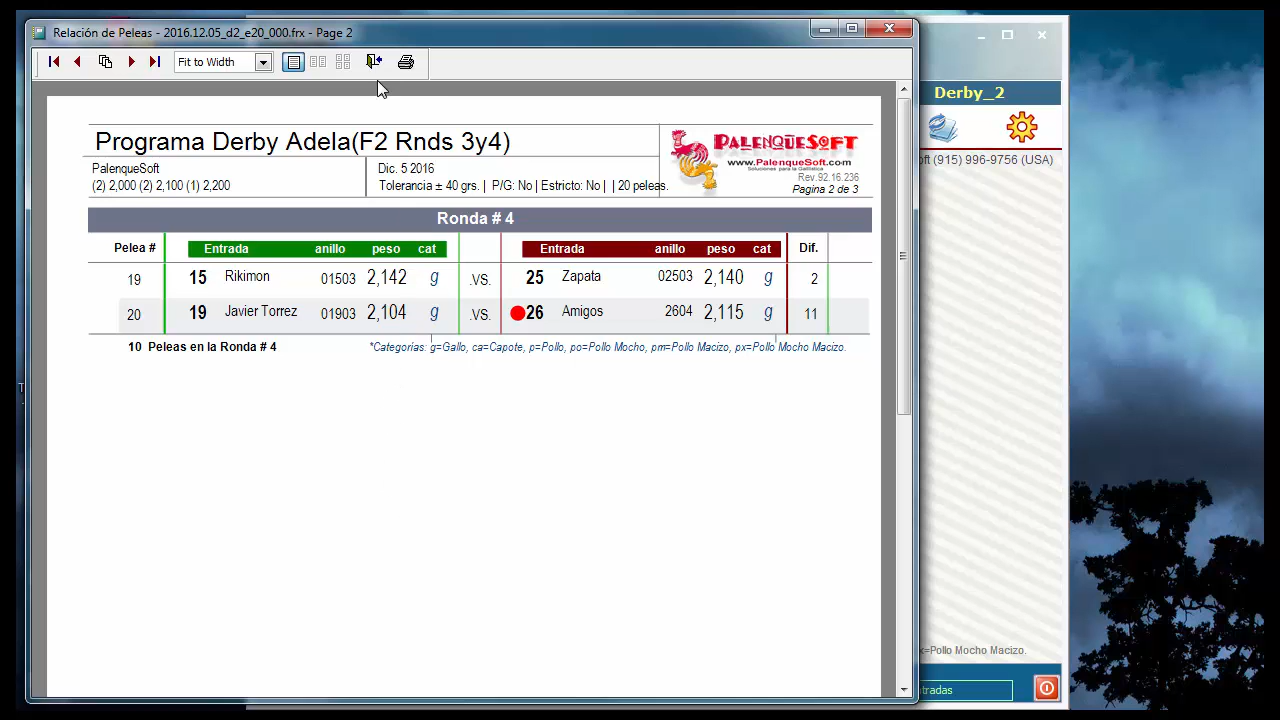 Relación de Peleas - 2016.12.05_d2_e20_000.frx - Page 2
Fit to Width
Derby_2
(915) 996-9756 (USA)
Programa Derby Adela(F2 Rnds 3y4)
PALENQUESOFT
www.PalenqueSoft.com
Soluciones para la Gallística
Rev.92.16.236
Pagina 2 de 3
PalenqueSoft
Dic. 5 2016
(2) 2,000 (2) 2,100 (1) 2,200
Tolerancia ± 40 grs. | P/G: No | Estricto: No | | 20 peleas.
Ronda # 4
Pelea # Entrada anillo peso cat Entrada anillo peso cat Dif.
19 15 Rikimon 01503 2,142 g .VS. 25 Zapata 02503 2,140 g 2
20 19 Javier Torrez 01903 2,104 g .VS. 26 Amigos 2604 2,115 g 11
10 Peleas en la Ronda # 4
*Categorías: g=Gallo, ca=Capote, p=Pollo, po=Pollo Mocho, pm=Pollo Macizo, px=Pollo Mocho Macizo.
=Pollo Mocho Macizo.